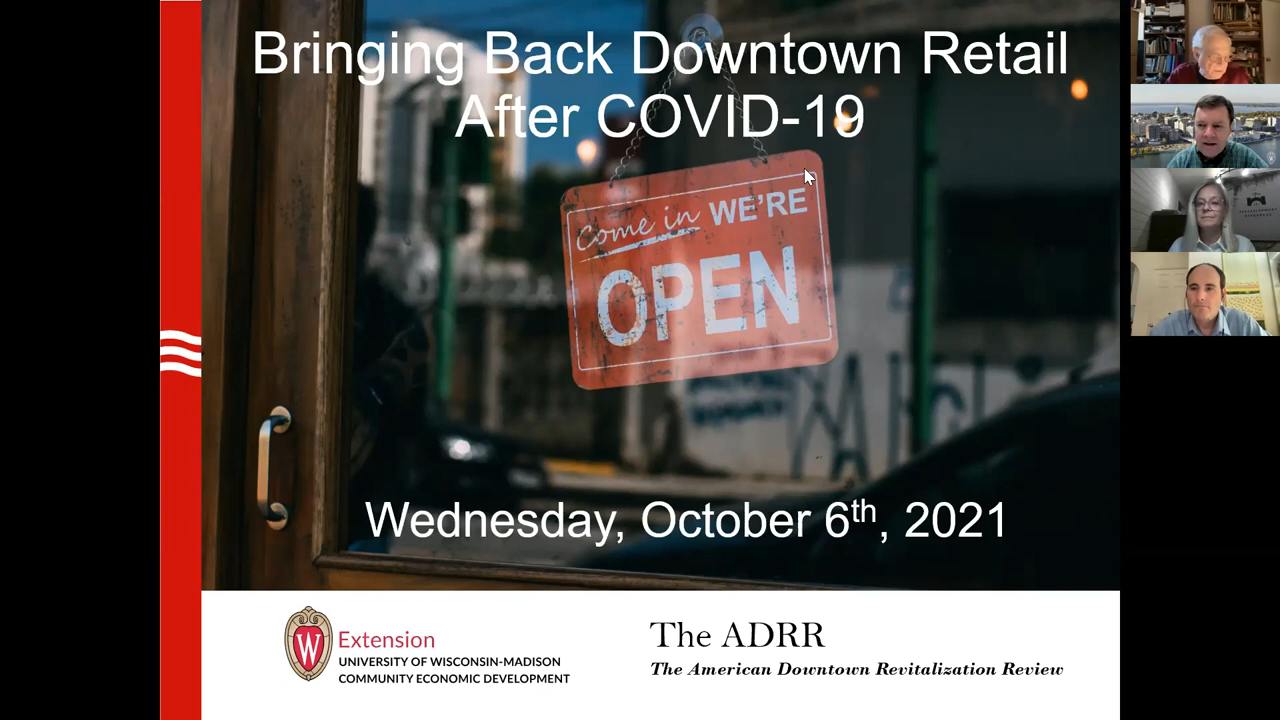 Bringing Back Downtown Retail
After COVID-19
Come in WE'RE
OPEN
Wednesday, October 6th, 2021
W
Extension
UNIVERSITY OF WISCONSIN-MADISON
COMMUNITY ECONOMIC DEVELOPMENT
The ADRR
The American Downtown Revitalization Review